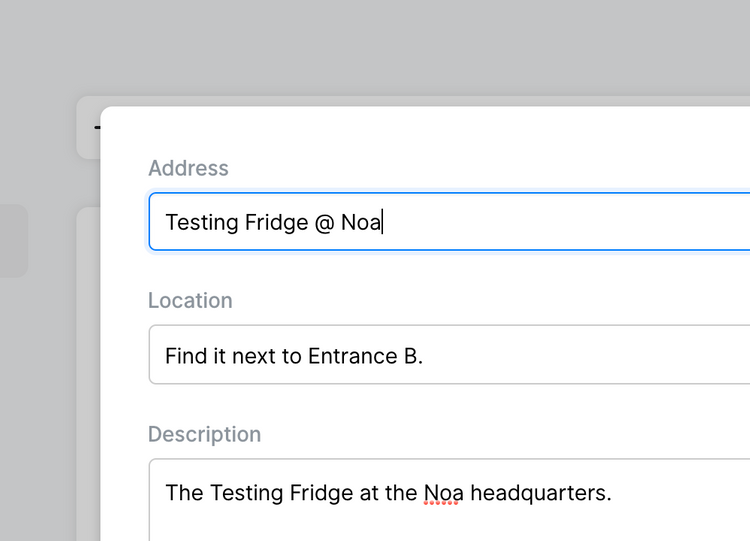 Address
Testing Fridge @ Noa
Location
Find it next to Entrance B.
Description
The Testing Fridge at the Noa headquarters.